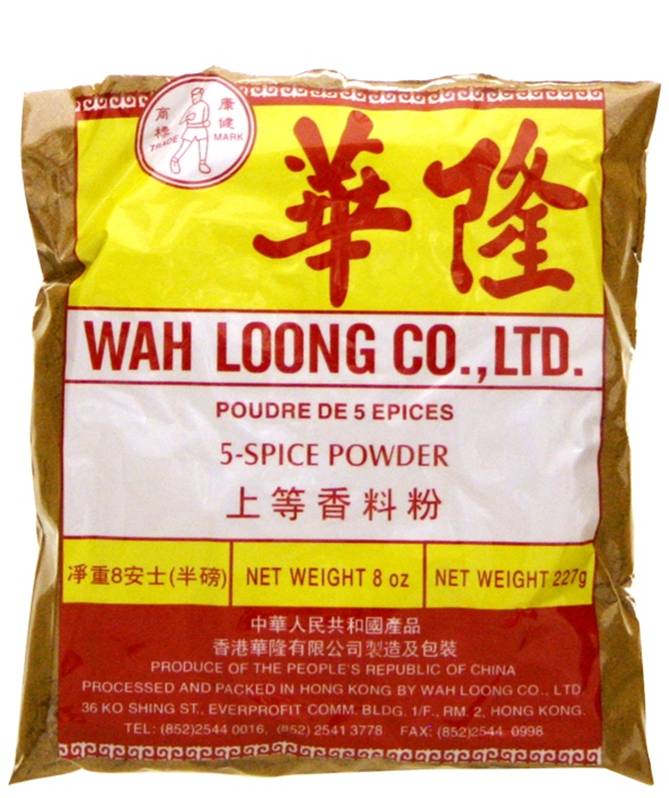 商標 康健
TRADE MARK
華隆
WAH LOONG CO.,LTD.
POUDRE DE 5 EPICES
5-SPICE POWDER
上等香料粉
淨重8安士(半磅) NET WEIGHT 8 oz NET WEIGHT 227g
中華人民共和國產品
香港華隆有限公司製造及包裝
PRODUCE OF THE PEOPLE'S REPUBLIC OF CHINA
PROCESSED AND PACKED IN HONG KONG BY WAH LOONG CO., LTD.
36 KO SHING ST., EVERPROFIT COMM. BLDG. 1/F., RM. 2, HONG KONG.
TEL: (852)2544 0016, (852) 2541 3778 FAX: (852)2544 0998